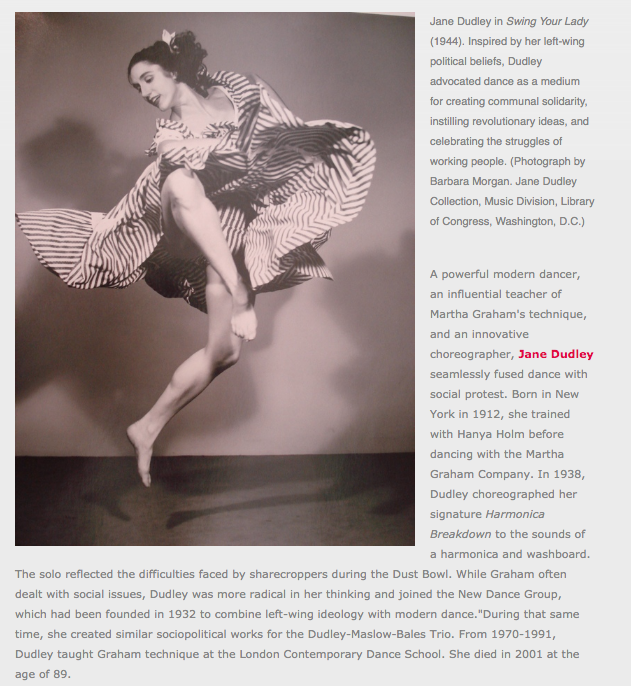 Jane Dudley in Swing Your Lady
(1944). Inspired by her left-wing
political beliefs, Dudley
advocated dance as a medium
for creating communal solidarity,
instilling revolutionary ideas, and
celebrating the struggles of
working people. (Photograph by
Barbara Morgan. Jane Dudley
Collection, Music Division, Library
of Congress, Washington, D.C.)
A powerful modern dancer,
an influential teacher of
Martha Graham's technique,
and an innovative
choreographer, Jane Dudley
seamlessly fused dance with
social protest. Born in New
York in 1912, she trained
with Hanya Holm before
dancing with the Martha
Graham Company. In 1938,
Dudley choreographed her
signature Harmonica
Breakdown to the sounds of
a harmonica and washboard.
The solo reflected the difficulties faced by sharecroppers during the Dust Bowl. While Graham often
dealt with social issues, Dudley was more radical in her thinking and joined the New Dance Group,
which had been founded in 1932 to combine left-wing ideology with modern dance."During that same
time, she created similar sociopolitical works for the Dudley-Maslow-Bales Trio. From 1970-1991,
Dudley taught Graham technique at the London Contemporary Dance School. She died in 2001 at the
age of 89.